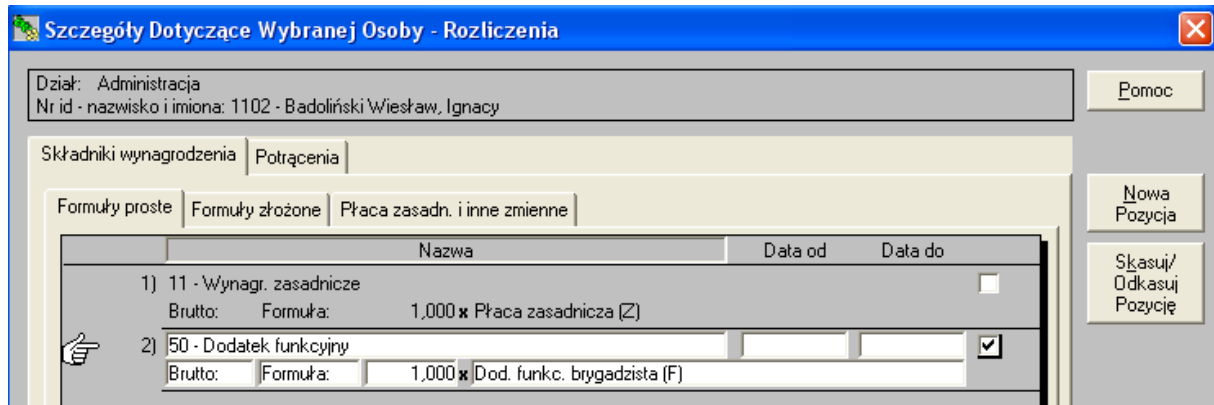 Szczegóły Dotyczące Wybranej Osoby - Rozliczenia
Dział: Administracja
Nr id - nazwisko i imiona: 1102 - Badoliński Wiesław, Ignacy
Pomoc
Składniki wynagrodzenia Potrącenia
Formuły proste Formuły złożone Płaca zasadn. i inne zmienne
Nowa
Pozycja
Skasuj/
Odkasuj
Pozycję
Nazwa Data od Data do
1) 11 - Wynagr. zasadnicze
Brutto: Formuła: 1,000 x Płaca zasadnicza (Z)
2) 50 - Dodatek funkcyjny
Brutto: Formuła: 1,000 x Dod. funkc. brygadzista (F)